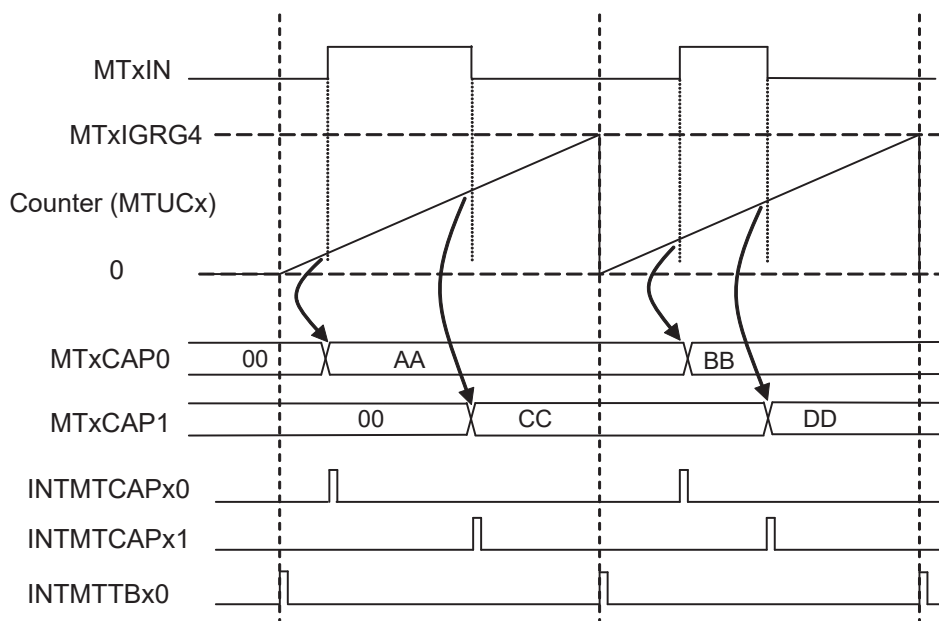 MTxIN
MTxIGRG4
Counter (MTUCx)
0
MTxCAP0 00 AA BB
MTxCAP1 00 CC DD
INTMTCAPx0
INTMTCAPx1
INTMTTBx0